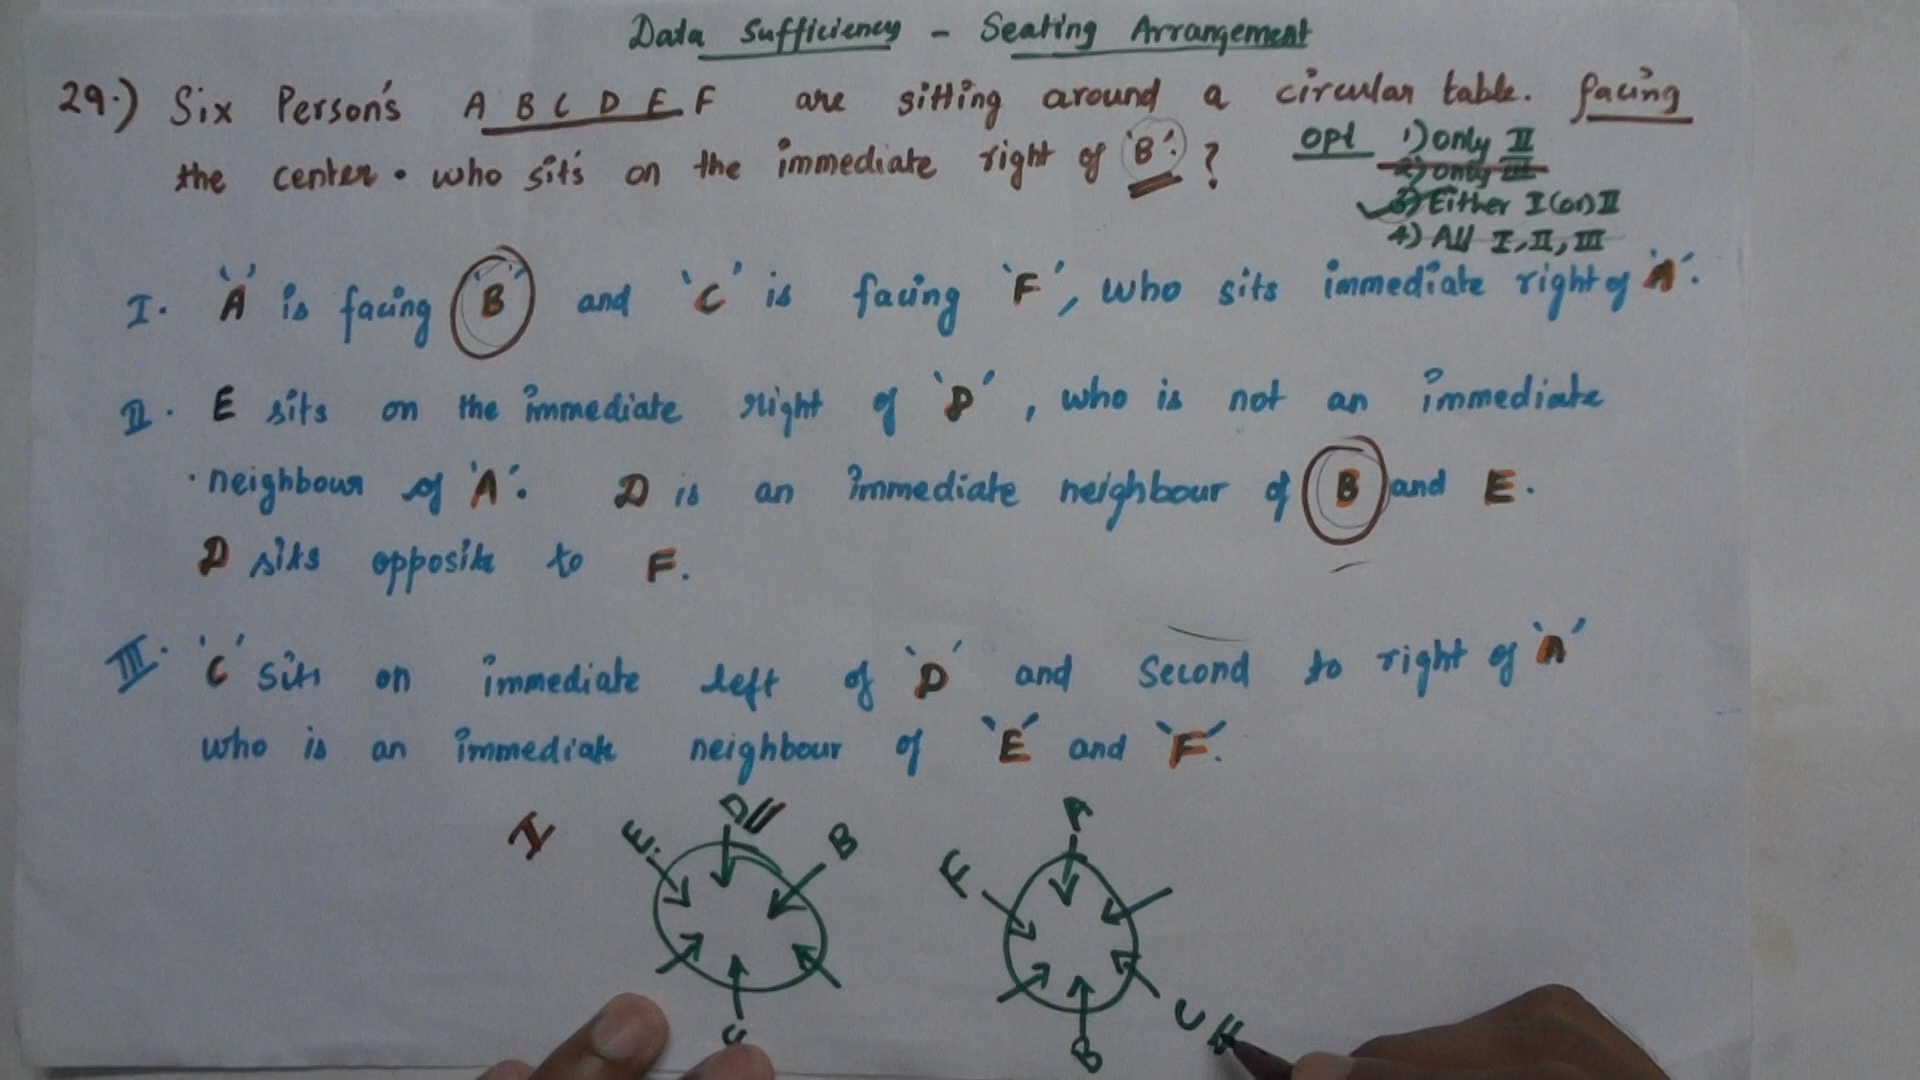 Data Sufficiency - Seating Arrangement
29.) Six Person's A B C D E F are sitting around a circular table. facing
the center. who sits on the immediate right of 'B'. ?
opt 1) only II
2) only III
3) Either I (or) II
4) All I, II, III
I. 'A' is facing 'B' and 'C' is facing 'F', who sits immediate right of 'A'.
II. E sits on the immediate right of 'D', who is not an immediate
neighbour of 'A'. D is an immediate neighbour of B and E.
D sits opposite to F.
III. 'C' sits on immediate left of 'D' and Second to right of 'A'
who is an immediate neighbour of 'E' and 'F'.
I
E. D B
F A
C B